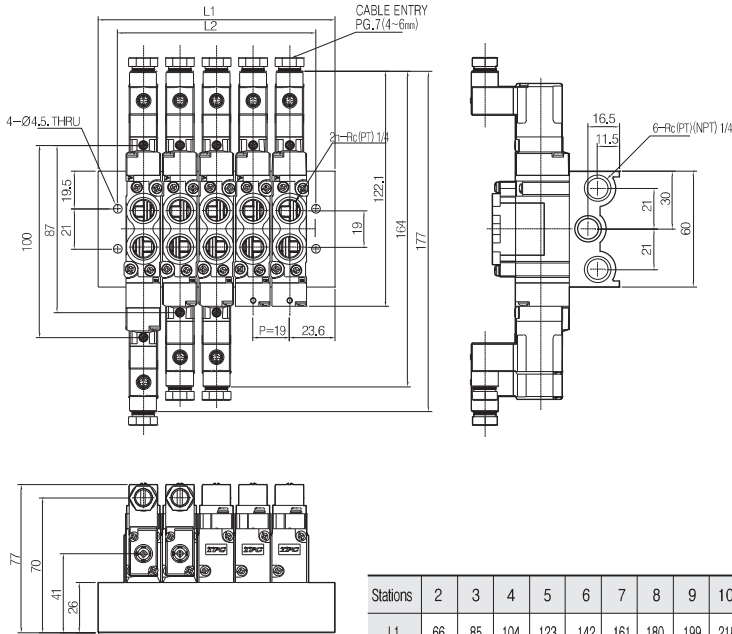 L1
L2
CABLE ENTRY
PG.7(4~6mm)
4-Ø4.5. THRU
2n-Rc(PT) 1/4
19.5
21
100
87
19
122.1
164
177
P=19
23.6
16.5
11.5
6-Rc(PT)(NPT) 1/4
21
21
30
60
77
70
41
26
Stations 2 3 4 5 6 7 8 9 10
L1 66 85 104 123 142 161 180 199